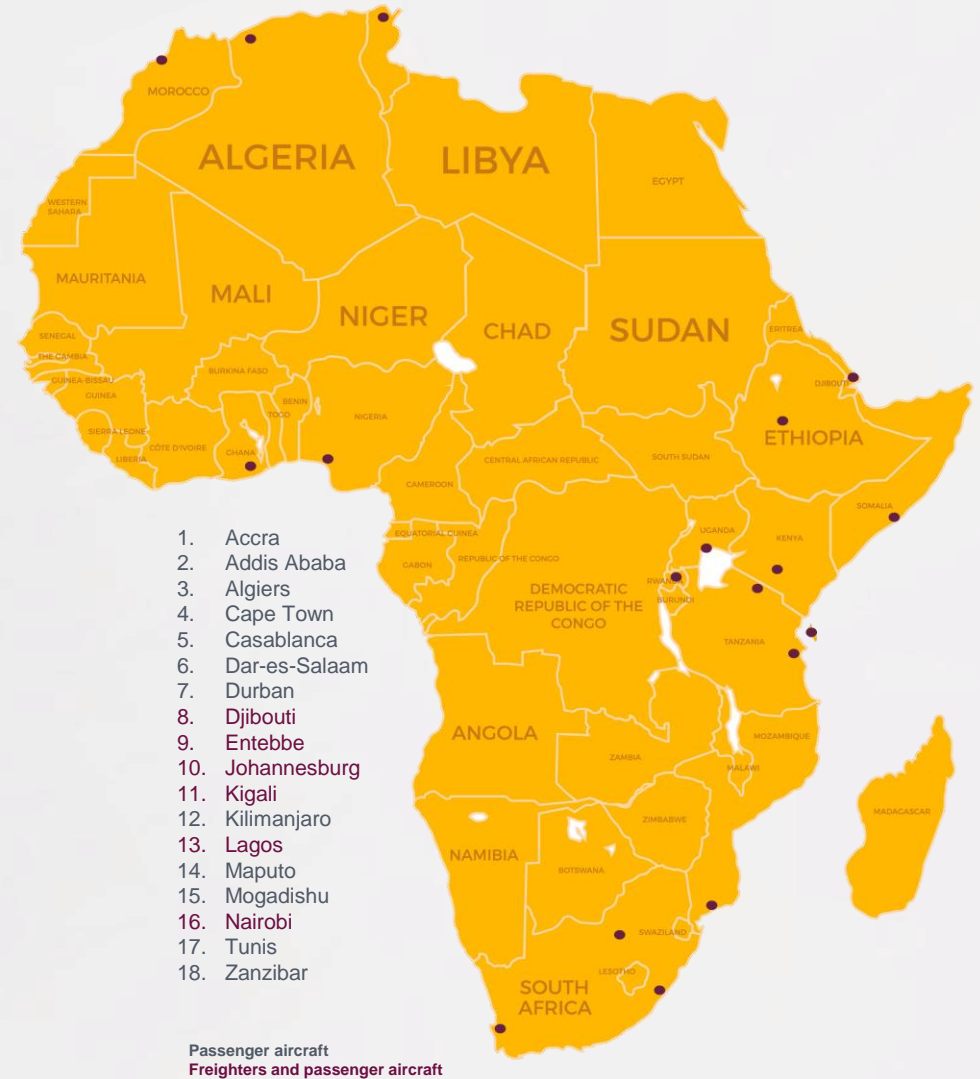 MOROCCO
ALGERIA
LIBYA
EGYPT
WESTERN
SAHARA
MAURITANIA
MALI
NIGER
CHAD
SUDAN
ERITREA
SENEGAL
THE GAMBIA
GUINEA-BISSAU
GUINEA
SIERRA LEONE
LIBERIA
CÔTE D'IVOIRE
BURKINA FASO
GHANA
TOGO
BENIN
NIGERIA
DJIBOUTI
ETHIOPIA
CAMEROON
CENTRAL AFRICAN REPUBLIC
SOUTH SUDAN
SOMALIA
EQUATORIAL GUINEA
GABON
REPUBLIC OF THE CONGO
DEMOCRATIC
REPUBLIC OF THE
CONGO
UGANDA
KENYA
RWANDA
BURUNDI
TANZANIA
ANGOLA
ZAMBIA
MALAWI
MOZAMBIQUE
MADAGASCAR
ZIMBABWE
NAMIBIA
BOTSWANA
SWAZILAND
LESOTHO
SOUTH
AFRICA
1. Accra
2. Addis Ababa
3. Algiers
4. Cape Town
5. Casablanca
6. Dar-es-Salaam
7. Durban
8. Djibouti
9. Entebbe
10. Johannesburg
11. Kigali
12. Kilimanjaro
13. Lagos
14. Maputo
15. Mogadishu
16. Nairobi
17. Tunis
18. Zanzibar
Passenger aircraft
Freighters and passenger aircraft